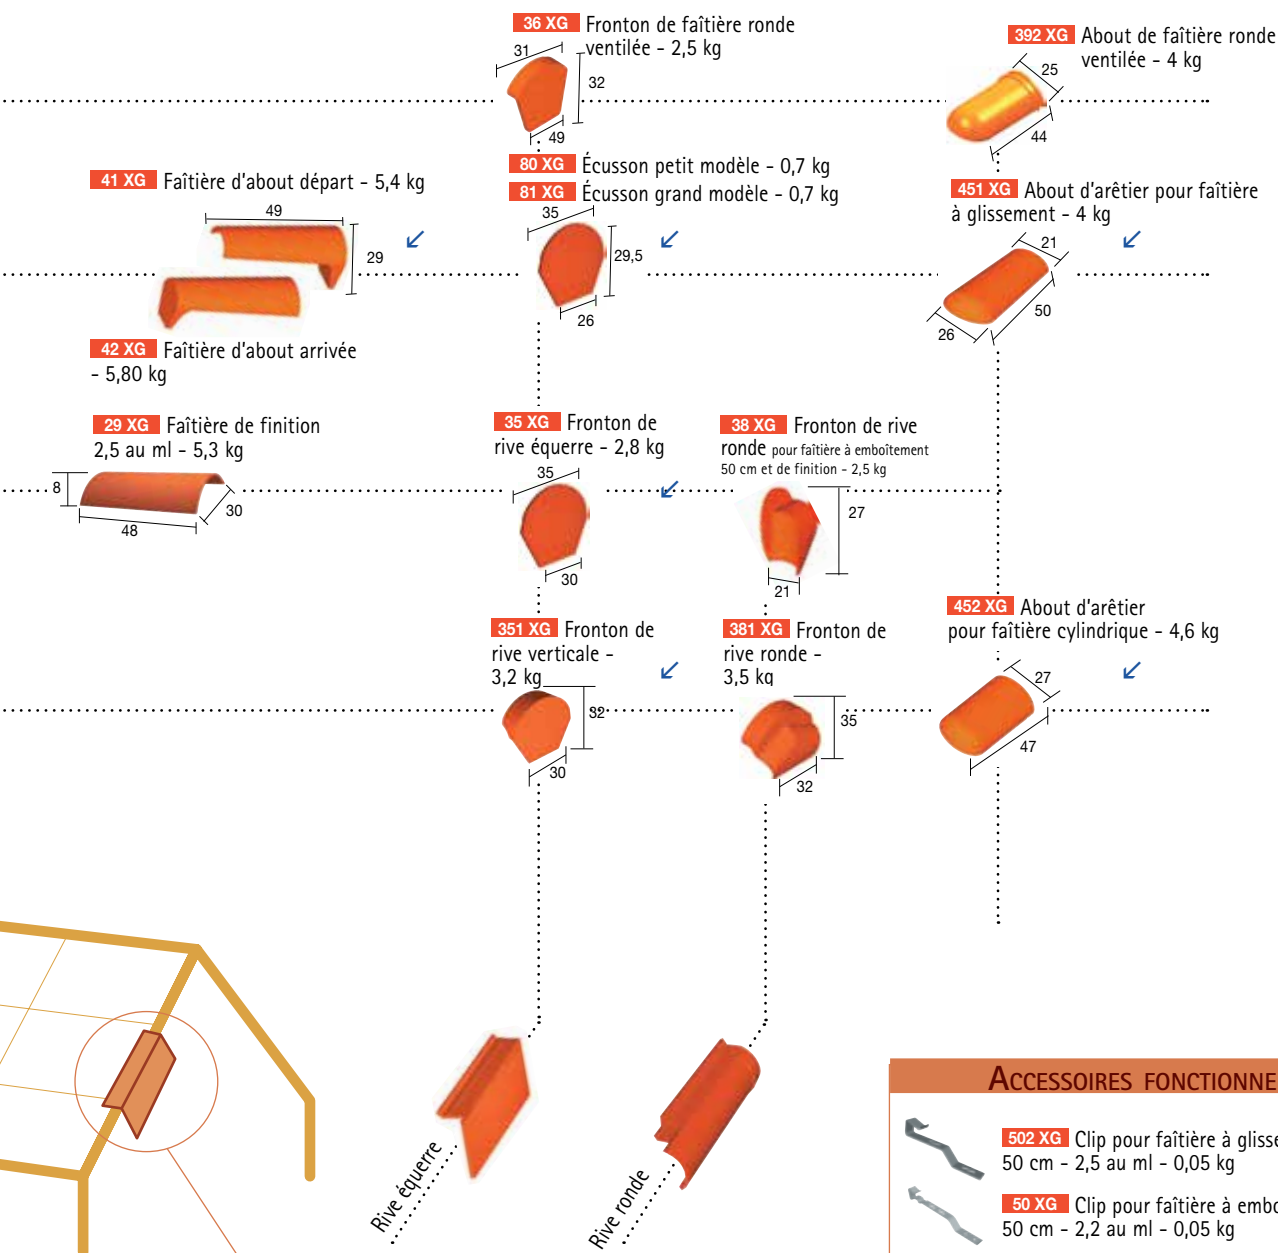 36 XG Fronton de faîtière ronde
ventilée - 2,5 kg
31
32
49
392 XG About de faîtière ronde
ventilée - 4 kg
25
44
41 XG Faîtière d'about départ - 5,4 kg
49
29
42 XG Faîtière d'about arrivée
- 5,80 kg
80 XG Écusson petit modèle - 0,7 kg
81 XG Écusson grand modèle - 0,7 kg
35
29,5
26
451 XG About d'arêtier pour faîtière
à glissement - 4 kg
21
50
26
29 XG Faîtière de finition
2,5 au ml - 5,3 kg
8
30
48
35 XG Fronton de
rive équerre - 2,8 kg
35
30
38 XG Fronton de rive
ronde pour faîtière à emboîtement
50 cm et de finition - 2,5 kg
27
21
351 XG Fronton de
rive verticale -
3,2 kg
32
30
381 XG Fronton de
rive ronde -
3,5 kg
35
32
452 XG About d'arêtier
pour faîtière cylindrique - 4,6 kg
27
47
Rive équerre
Rive ronde
ACCESSOIRES FONCTIONNE
502 XG Clip pour faîtière à glisse
50 cm - 2,5 au ml - 0,05 kg
50 XG Clip pour faîtière à embo
50 cm - 2,2 au ml - 0,05 kg